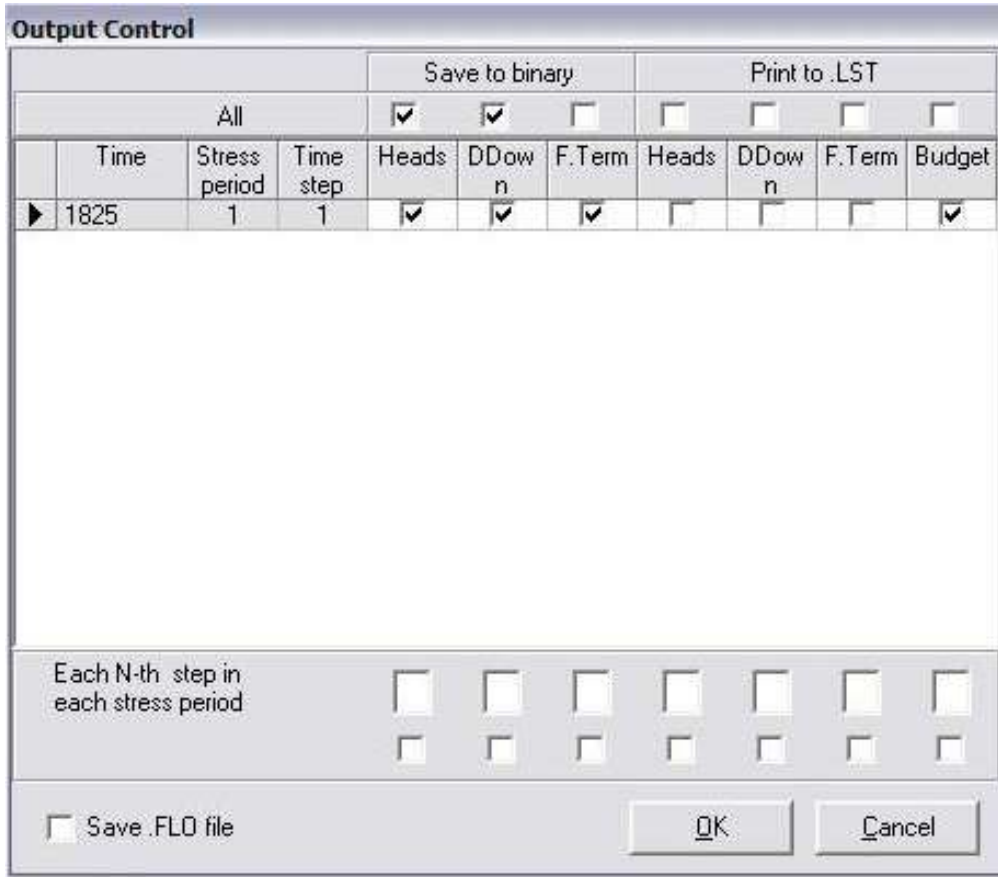 Output Control
Save to binary Print to .LST
All
Time Stress period Time step Heads DDow n F.Term Heads DDow n F.Term Budget
1825 1 1
Each N-th step in
each stress period
Save .FLO file OK Cancel